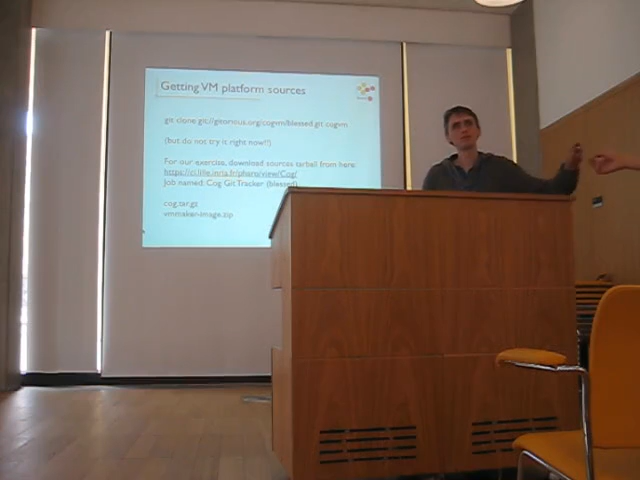 Getting VM platform sources
git clone git://gitorious.org/cogvm/blessed.git cogvm
(but do not try it right now!!)
For our exercise, download sources tarball from here:
https://ci.lille.inria.fr/pharo/view/Cog/
Job named: Cog Git Tracker (blessed)
cog.tar.gz
vmmaker-image.zip